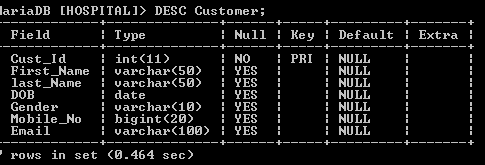 MariaDB [HOSPITAL]> DESC Customer;
+------------+--------------+------+-----+---------+-------+
| Field | Type | Null | Key | Default | Extra |
+------------+--------------+------+-----+---------+-------+
| Cust_Id | int(11) | NO | PRI | NULL | |
| First_Name | varchar(50) | YES | | NULL | |
| last_Name | varchar(50) | YES | | NULL | |
| DOB | date | YES | | NULL | |
| Gender | varchar(10) | YES | | NULL | |
| Mobile_No | bigint(20) | YES | | NULL | |
| Email | varchar(100) | YES | | NULL | |
+------------+--------------+------+-----+---------+-------+
7 rows in set (0.464 sec)